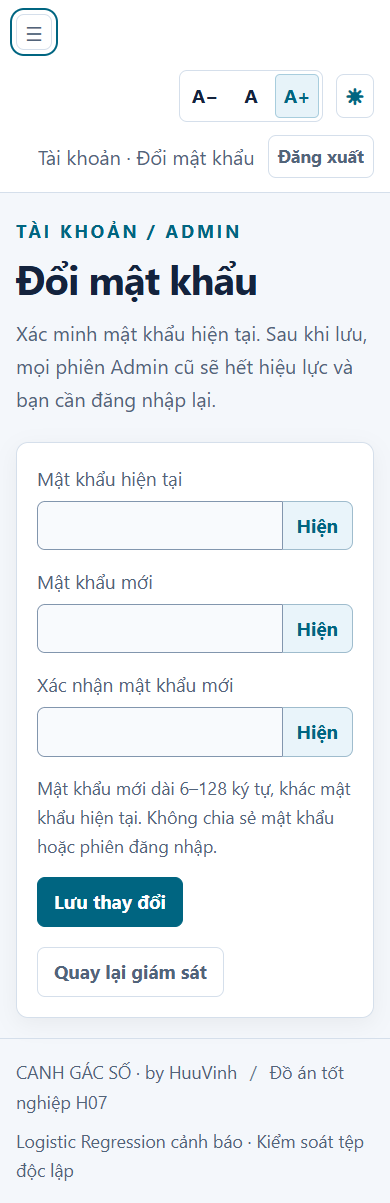 A− A A+
Tài khoản · Đổi mật khẩu Đăng xuất
TÀI KHOẢN / ADMIN
Đổi mật khẩu
Xác minh mật khẩu hiện tại. Sau khi lưu,
mọi phiên Admin cũ sẽ hết hiệu lực và
bạn cần đăng nhập lại.
Mật khẩu hiện tại
Hiện
Mật khẩu mới
Hiện
Xác nhận mật khẩu mới
Hiện
Mật khẩu mới dài 6–128 ký tự, khác mật
khẩu hiện tại. Không chia sẻ mật khẩu
hoặc phiên đăng nhập.
Lưu thay đổi
Quay lại giám sát
CANH GÁC SỐ · by HuuVinh / Đồ án tốt
nghiệp H07
Logistic Regression cảnh báo · Kiểm soát tệp
độc lập